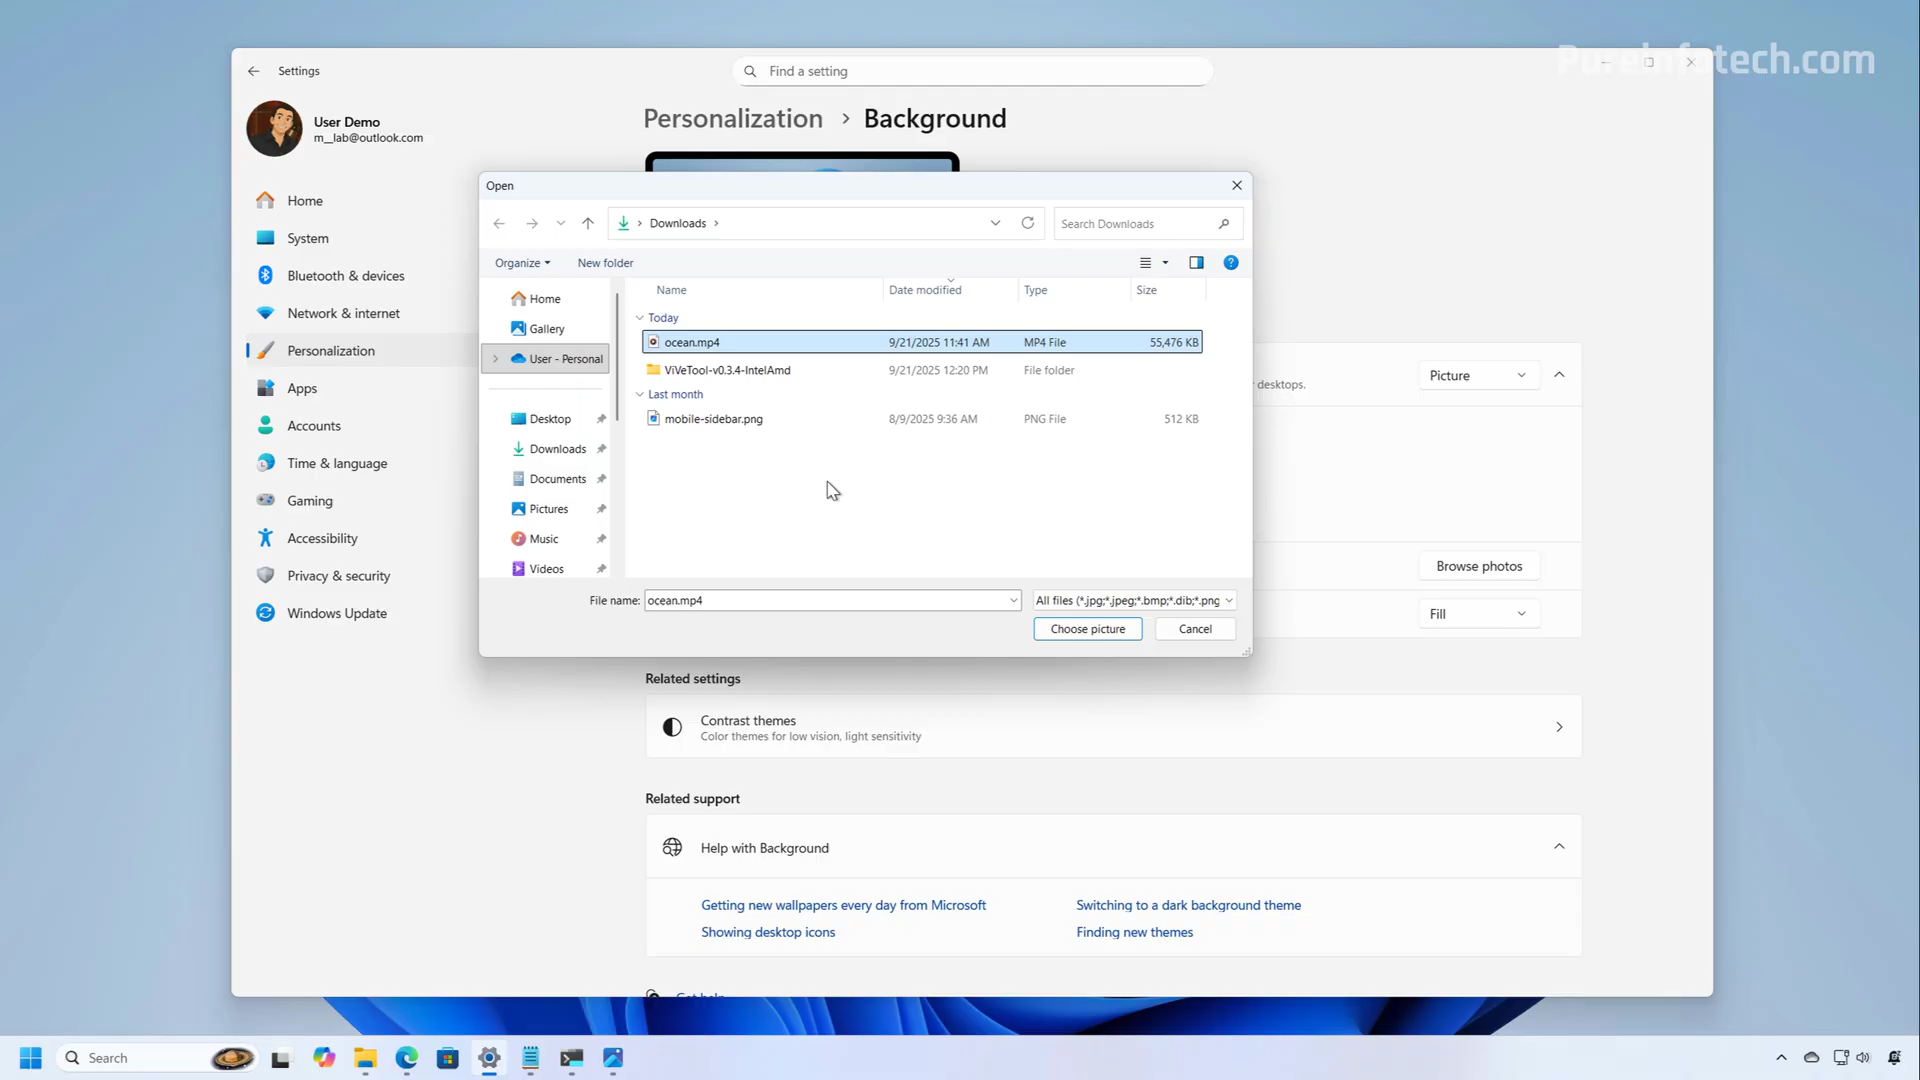 PureInfotech.com
Settings
Find a setting
User Demo
m__lab@outlook.com
Personalization > Background
Home
System
Bluetooth & devices
Network & internet
Personalization
Apps
Accounts
Time & language
Gaming
Accessibility
Privacy & security
Windows Update
Open
Downloads
Search Downloads
Organize
New folder
Home
Gallery
User - Personal
Desktop
Downloads
Documents
Pictures
Music
Videos
Name Date modified Type Size
Today
ocean.mp4 9/21/2025 11:41 AM MP4 File 55,476 KB
ViVeTool-v0.3.4-IntelAmd 9/21/2025 12:20 PM File folder
Last month
mobile-sidebar.png 8/9/2025 9:36 AM PNG File 512 KB
File name: ocean.mp4 All files (*.jpg;*.jpeg;*.bmp;*.dib;*.png
Choose picture Cancel
desktops.
Picture
Browse photos
Fill
Related settings
Contrast themes
Color themes for low vision, light sensitivity
Related support
Help with Background
Getting new wallpapers every day from Microsoft
Switching to a dark background theme
Showing desktop icons
Finding new themes
Get help
Search